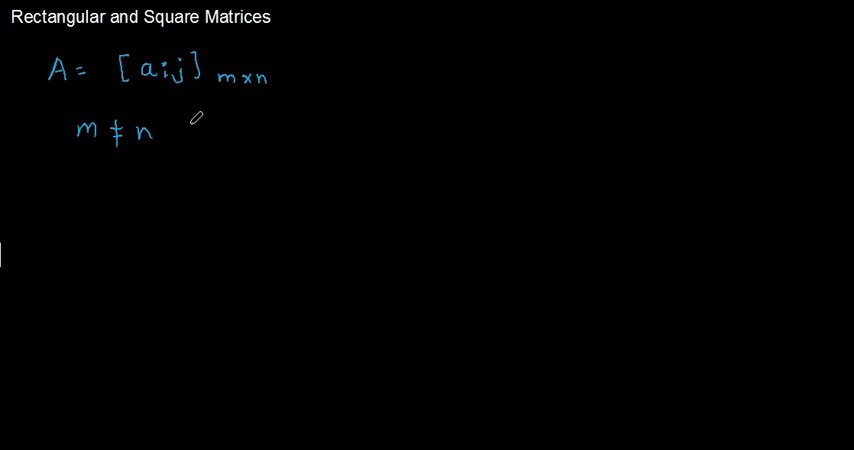 Rectangular and Square Matrices
A = [aij] m×n
m ≠ n